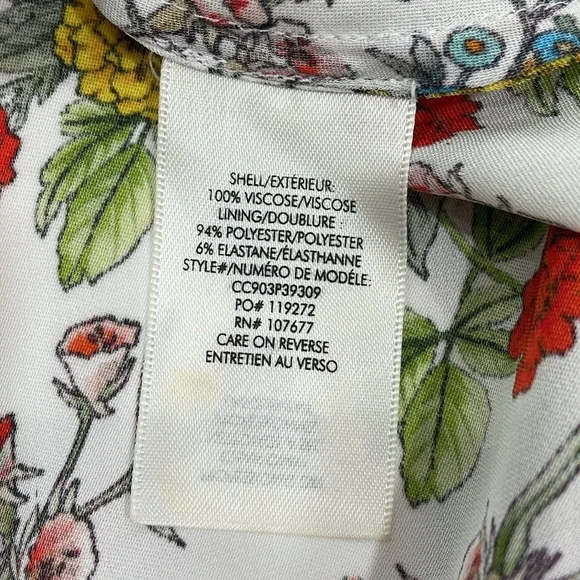 SHELL/EXTÉRIEUR:
100% VISCOSE/VISCOSE
LINING/DOUBLURE :
94% POLYESTER/POLYESTER
6% ELASTANE/ÉLASTHANNE
STYLE#/NUMÉRO DE MODÈLE:
CC903P39309
PO# 119272
RN# 107677
CARE ON REVERSE
ENTRETIEN AU VERSO